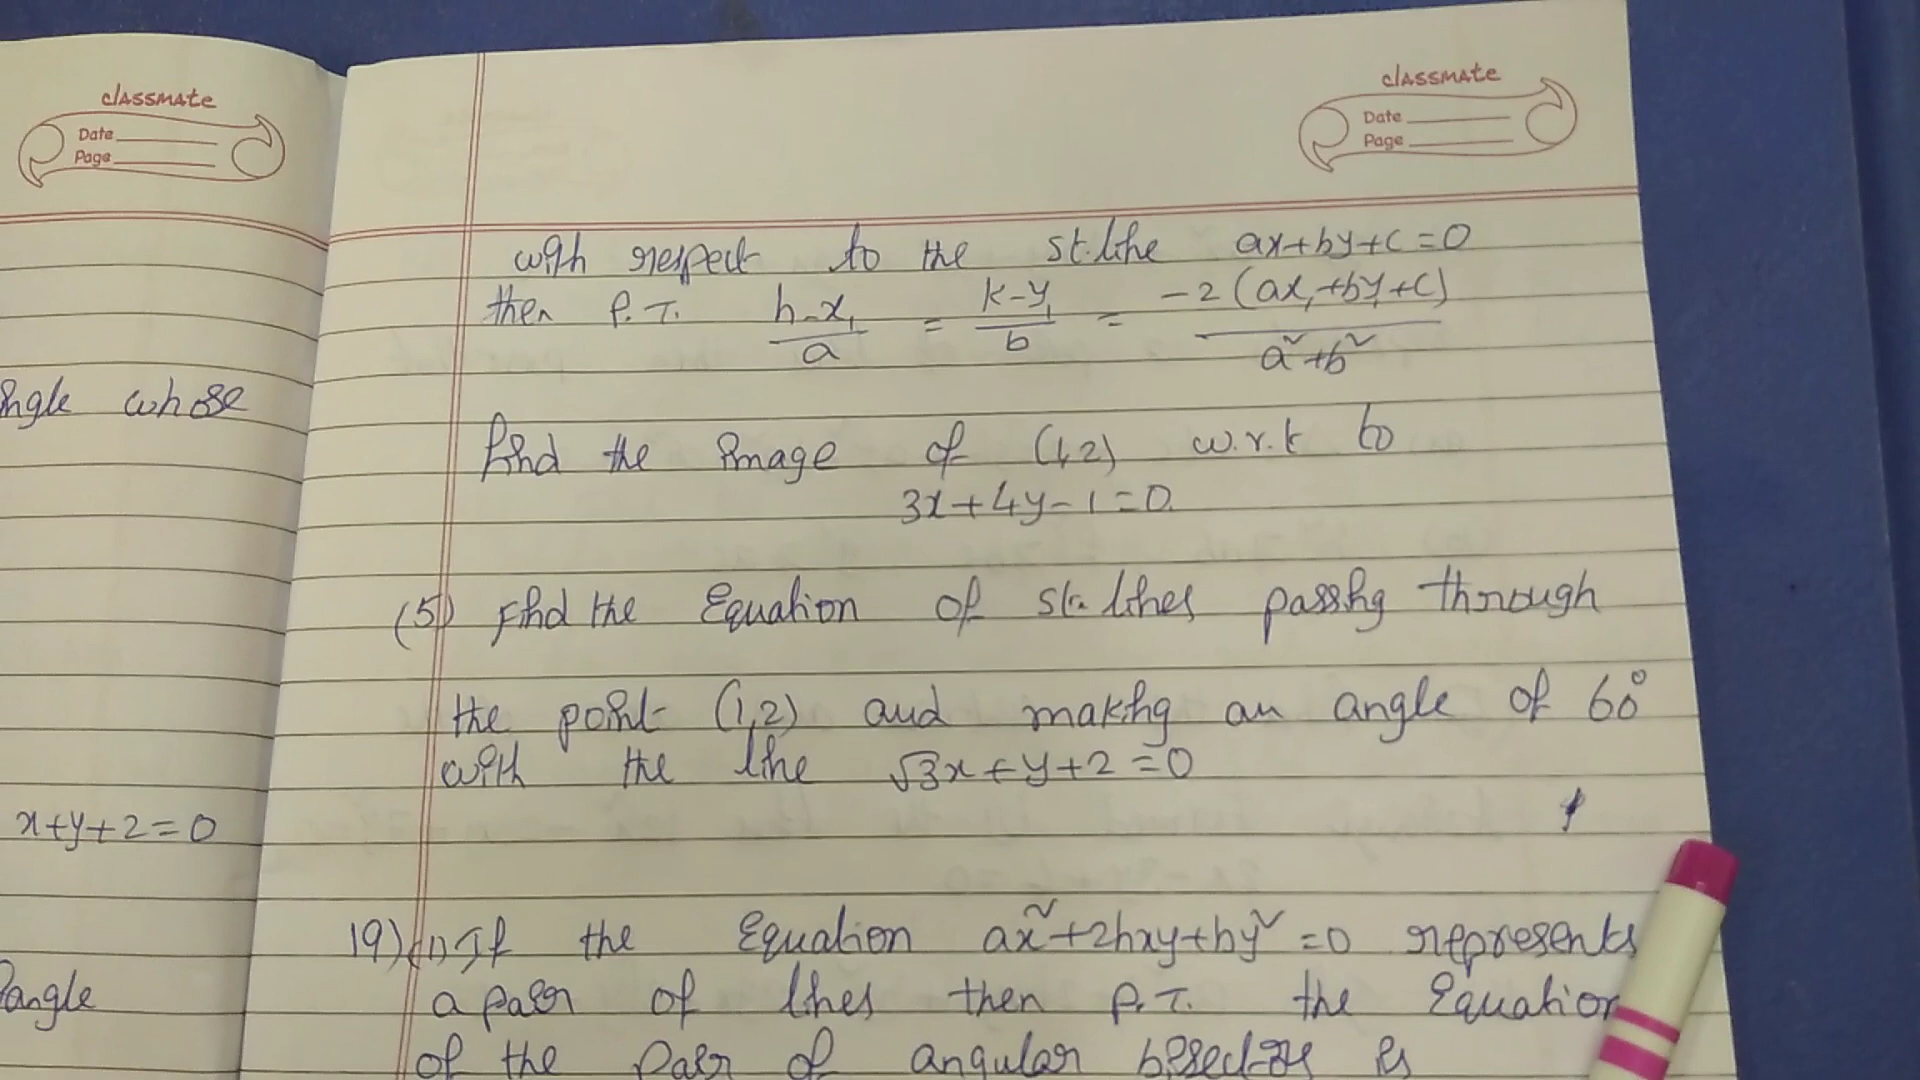 classmate
Date
Page
ngle whose
x+y+2=0
angle
classmate
Date
Page
with respect to the st.line ax+by+c=0
then P.T. h-x₁/a = k-y₁/b = -2(ax₁+by₁+c)/a²+b²
find the image of (1,2) w.r.t to
3x+4y-1=0.
(5) Find the Equation of st. lines passing through
the point (1,2) and making an angle of 60°
with the line √3x+y+2=0
19)(1) If the Equation ax²+2hxy+by²=0 represents
a pair of lines then P.T. the Equation
of the pair of angular bisectors is